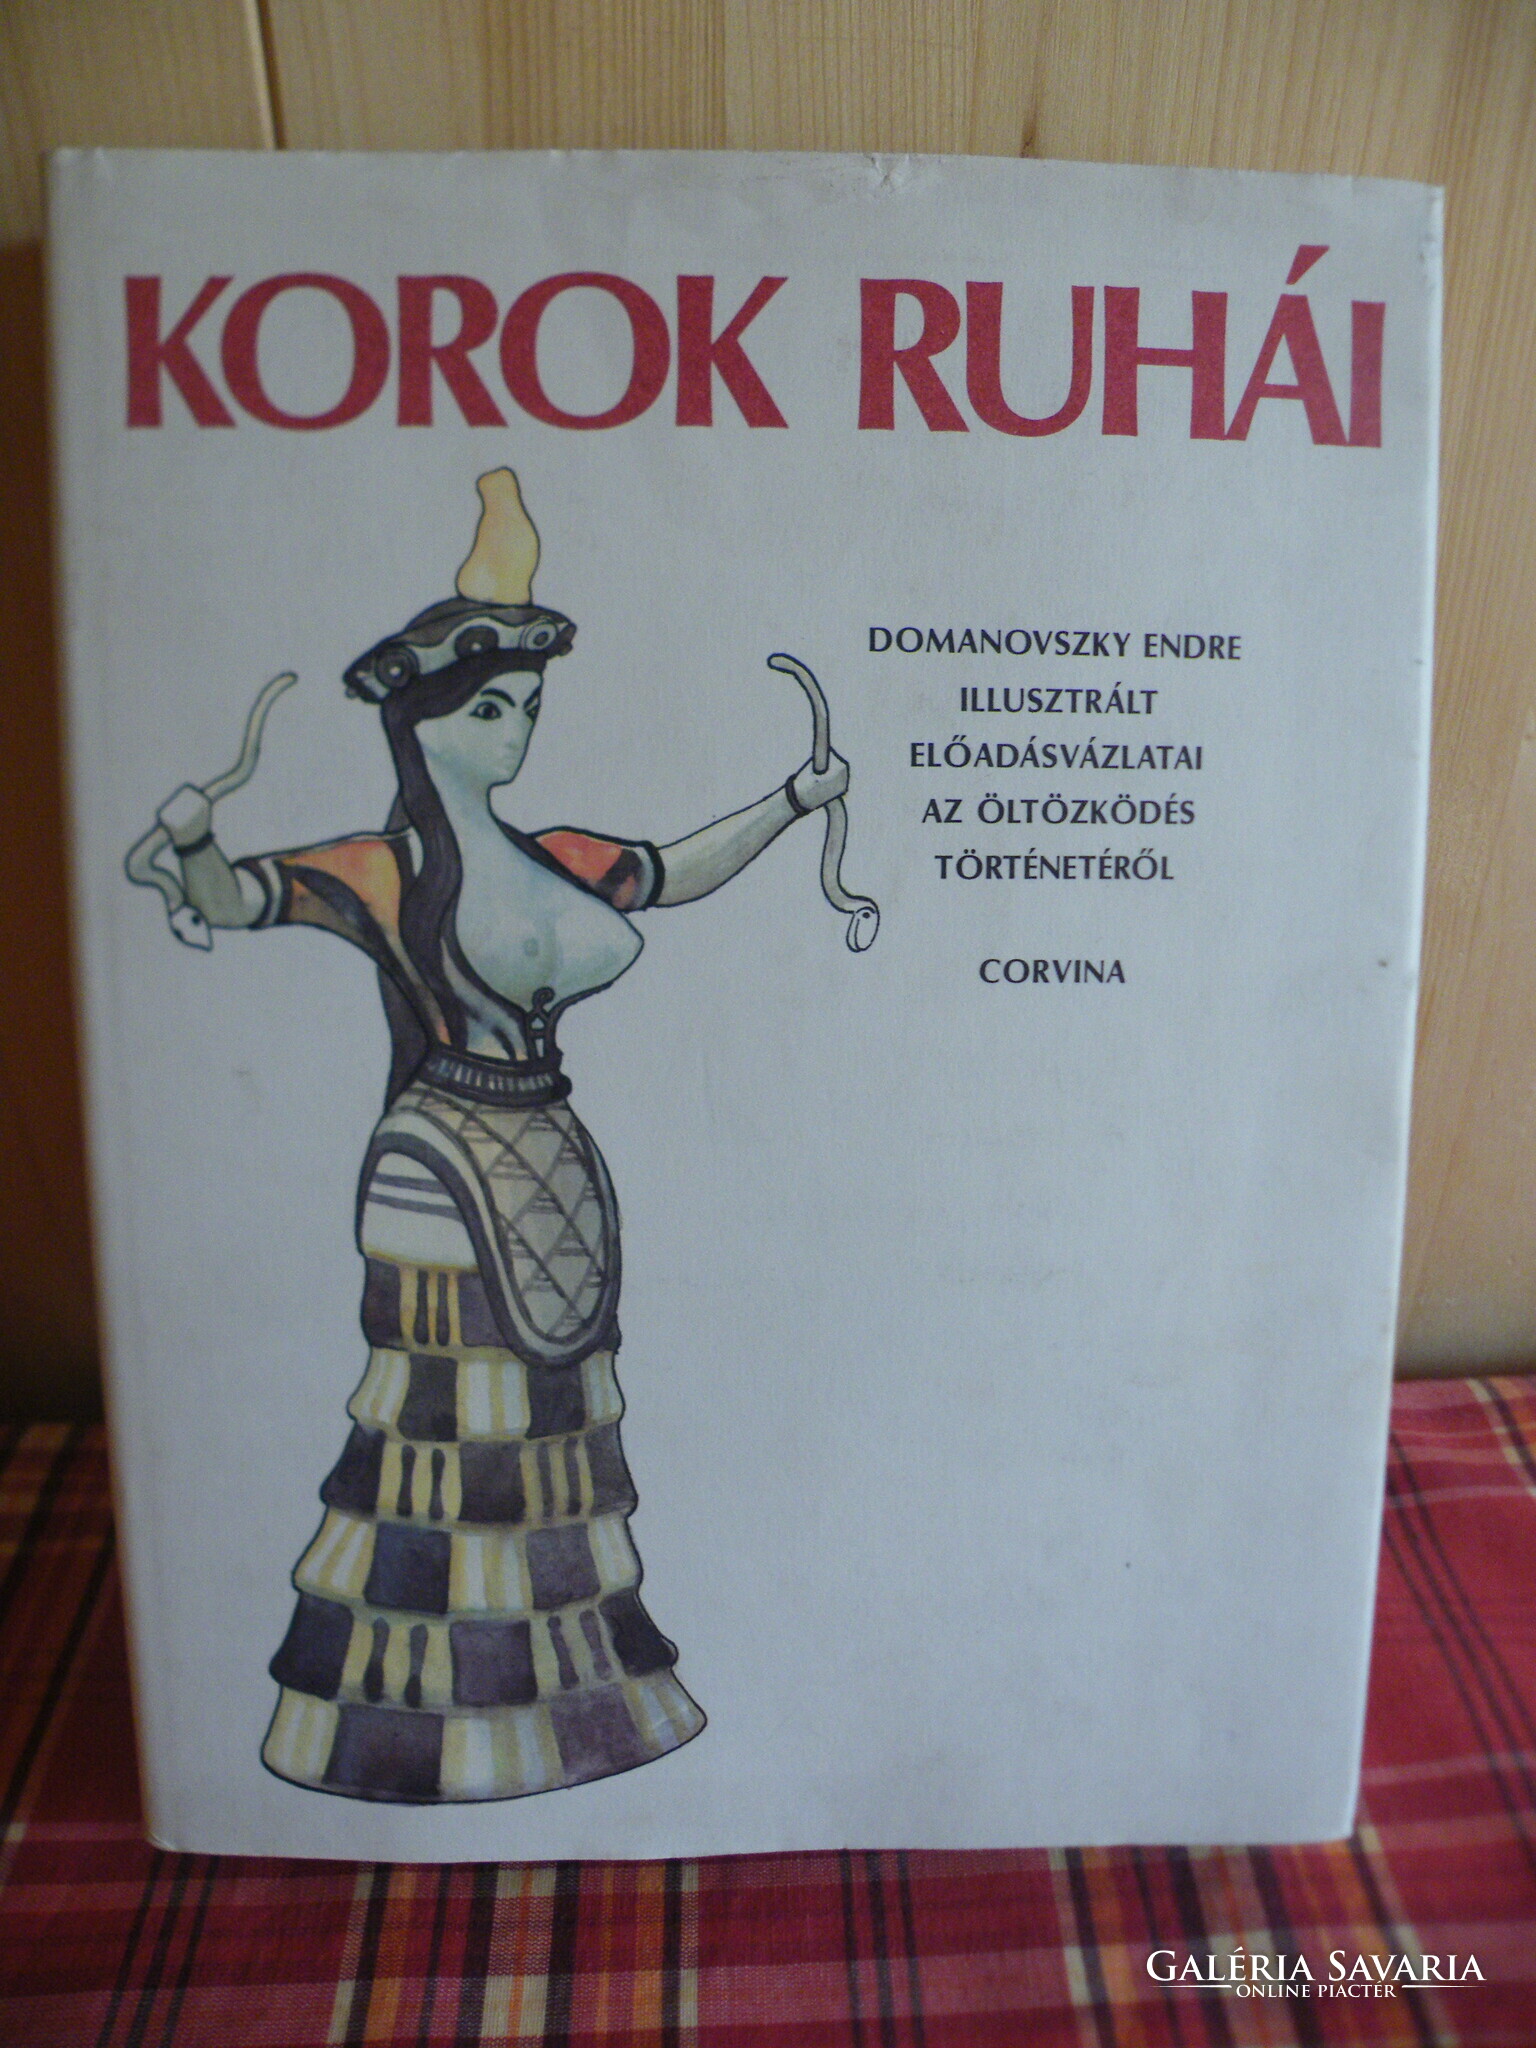 KOROK RUHÁI
DOMANOVSZKY ENDRE
ILLUSZTRÁLT
ELŐADÁSVÁZLATAI
AZ ÖLTÖZKÖDÉS
TÖRTÉNETÉRŐL
CORVINA
GALÉRIA SAVARIA
ONLINE PIACTÉR